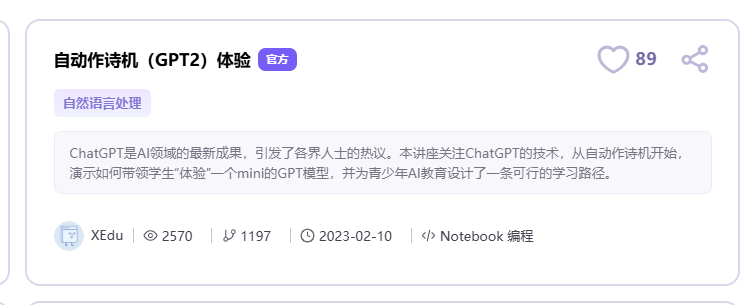 自动作诗机（GPT2）体验 官方 89
自然语言处理
ChatGPT是AI领域的最新成果，引发了各界人士的热议。本讲座关注ChatGPT的技术，从自动作诗机开始，
演示如何带领学生“体验”一个mini的GPT模型，并为青少年AI教育设计了一条可行的学习路径。
XEdu 2570 1197 2023-02-10 Notebook 编程